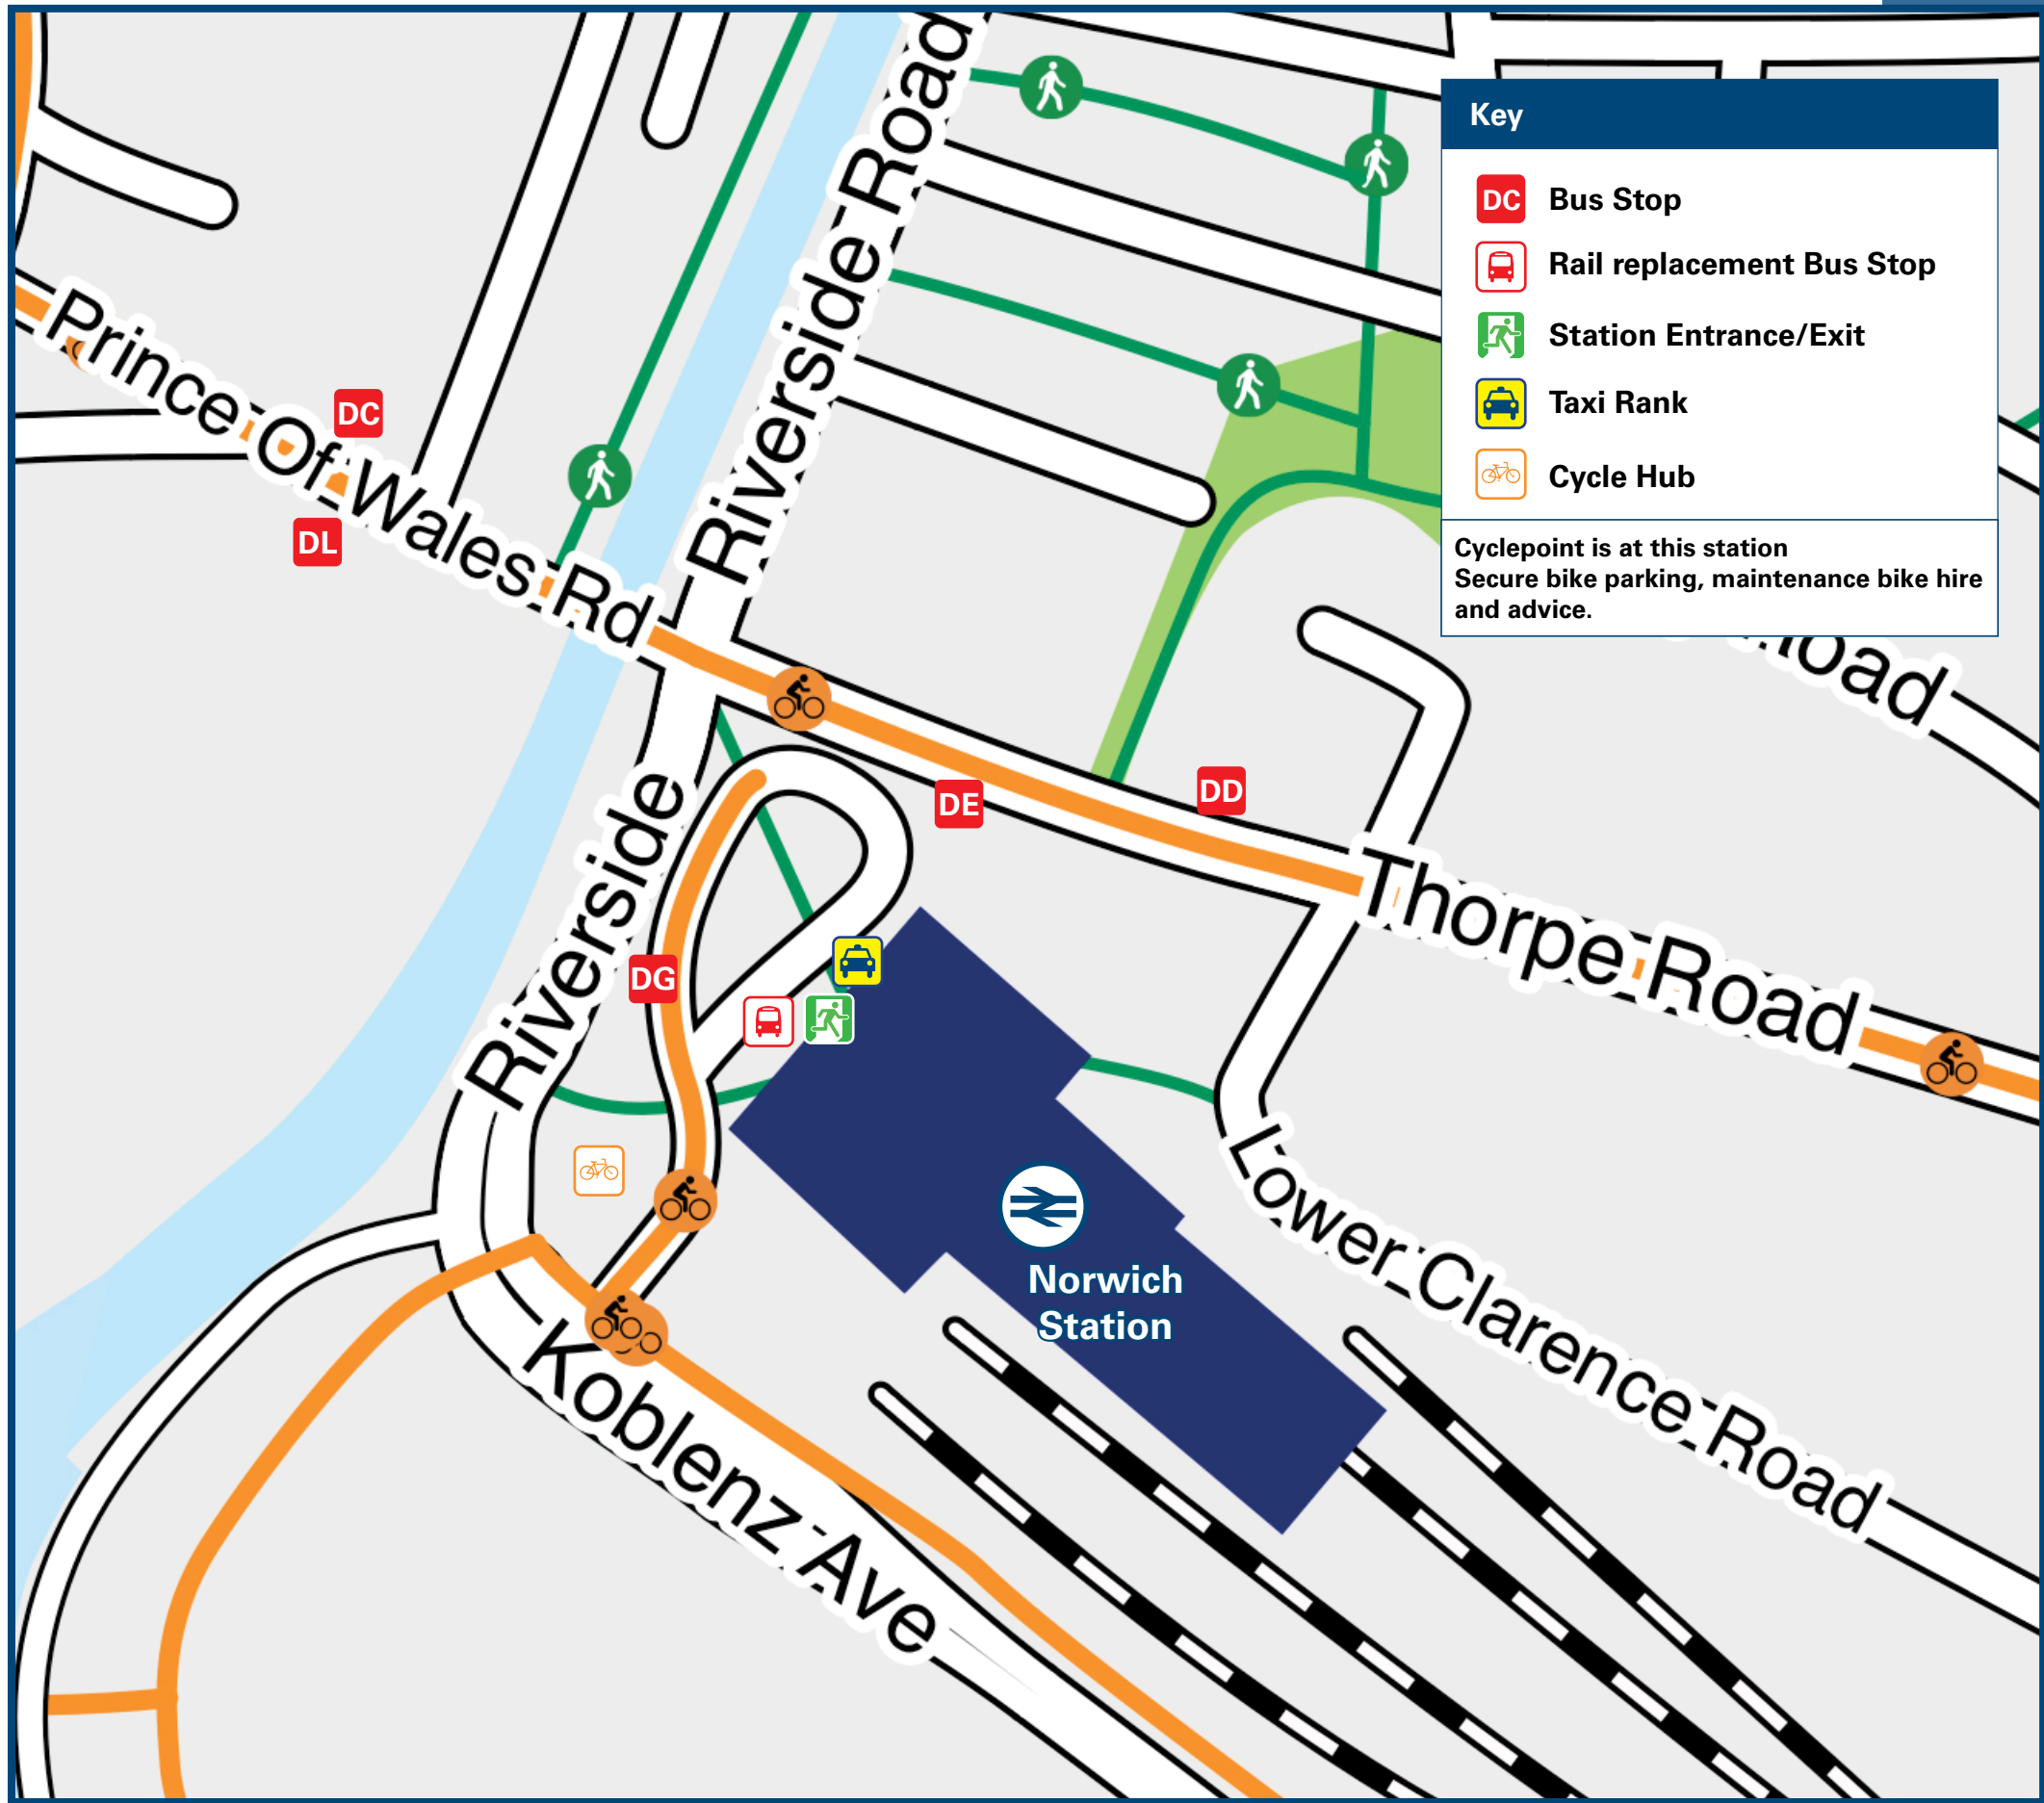 Riverside Road
Key
DC Bus Stop
Rail replacement Bus Stop
Station Entrance/Exit
Taxi Rank
Cycle Hub
Cyclepoint is at this station
Secure bike parking, maintenance bike hire
and advice.
Prince Of Wales Rd
DC
DL
Road
DE
DD
Thorpe Road
Riverside
DG
Norwich
Station
Lower Clarence Road
Koblenz Ave